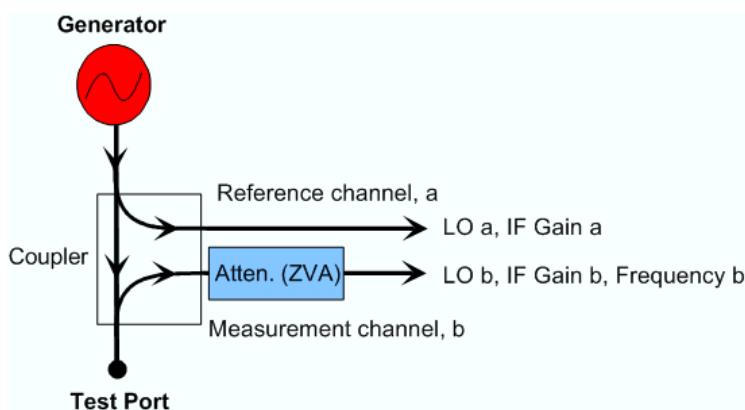 Generator
Reference channel, a
LO a, IF Gain a
Coupler
Atten. (ZVA)
LO b, IF Gain b, Frequency b
Measurement channel, b
Test Port